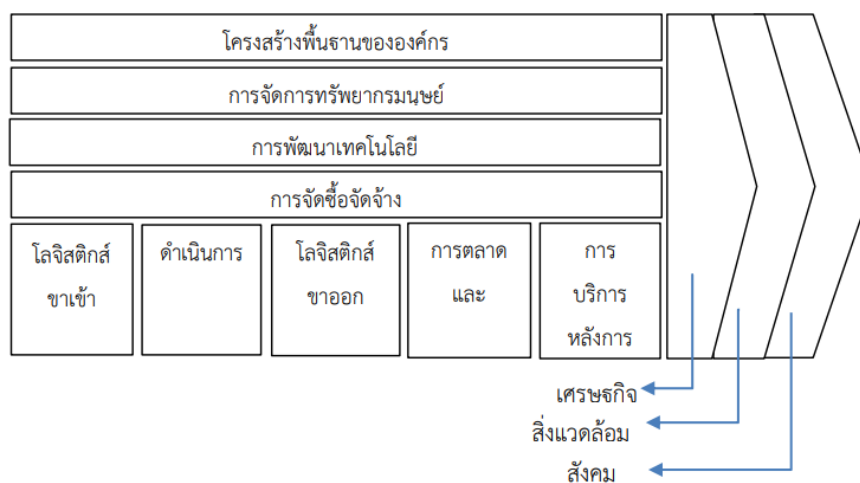 โครงสร้างพื้นฐานขององค์กร
การจัดการทรัพยากรมนุษย์
การพัฒนาเทคโนโลยี
การจัดซื้อจัดจ้าง
โลจิสติกส์
ขาเข้า
ดำเนินการ
โลจิสติกส์
ขาออก
การตลาด
และ
การ
บริการ
หลังการ
เศรษฐกิจ
สิ่งแวดล้อม
สังคม